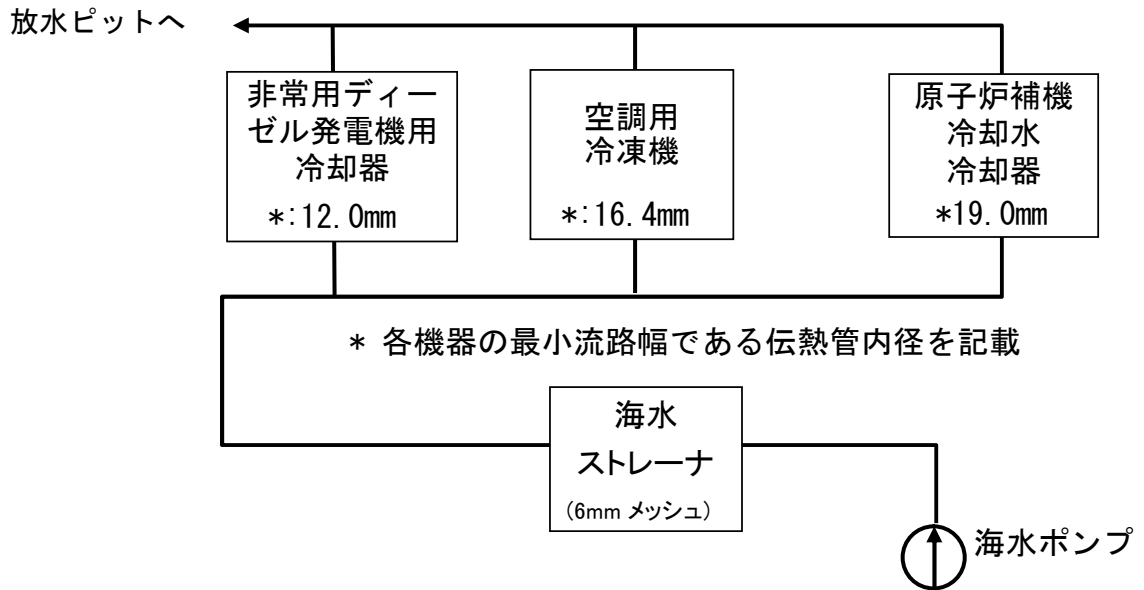 放水ピットへ
非常用ディー
ゼル発電機用
冷却器
*:12.0mm
空調用
冷凍機
*:16.4mm
原子炉補機
冷却水
冷却器
*19.0mm
* 各機器の最小流路幅である伝熱管内径を記載
海水
ストレーナ
(6mm メッシュ)
海水ポンプ